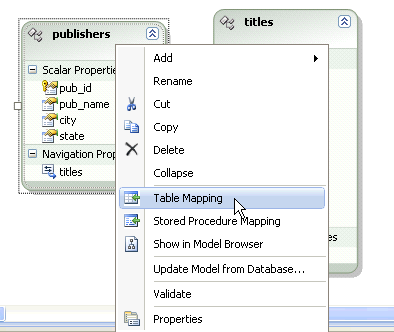 publishers
titles
Scalar Propertie
pub_id
pub_name
city
state
Navigation Prop
titles
Add
Rename
Cut
Copy
Delete
Collapse
Table Mapping
Stored Procedure Mapping
Show in Model Browser
Update Model from Database...
Validate
Properties
es